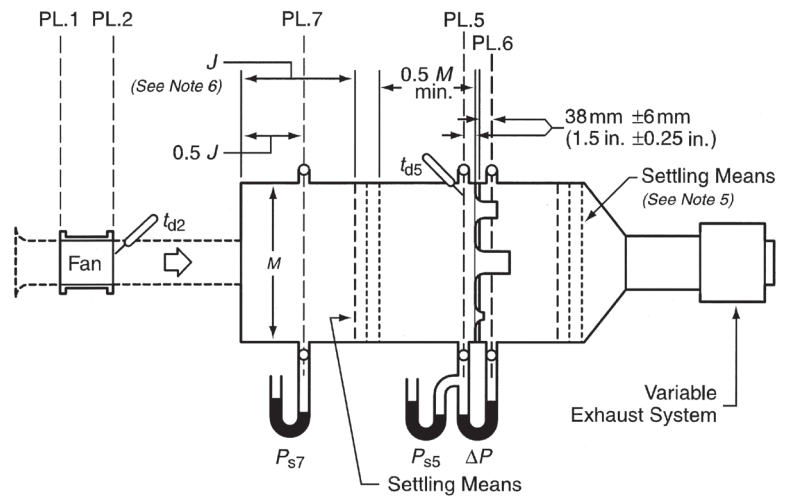 PL.1 PL.2 PL.7 PL.5
PL.6
J
(See Note 6)
0.5 M
min.
38 mm ±6 mm
(1.5 in. ±0.25 in.)
0.5 J
td5
Settling Means
(See Note 5)
td2
Fan
M
Variable
Exhaust System
Ps7 Ps5 ΔP
Settling Means